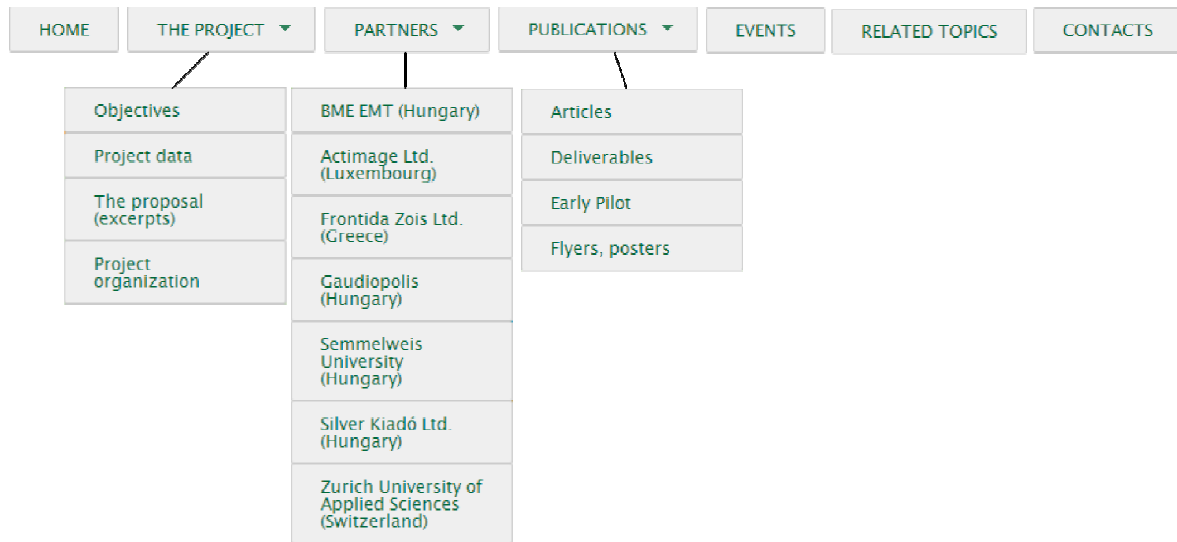 HOME THE PROJECT PARTNERS PUBLICATIONS EVENTS RELATED TOPICS CONTACTS
Objectives
Project data
The proposal
(excerpts)
Project
organization
BME EMT (Hungary)
Actimage Ltd.
(Luxembourg)
Frontida Zois Ltd.
(Greece)
Gaudiopolis
(Hungary)
Semmelweis
University
(Hungary)
Silver Kiadó Ltd.
(Hungary)
Zurich University of
Applied Sciences
(Switzerland)
Articles
Deliverables
Early Pilot
Flyers, posters